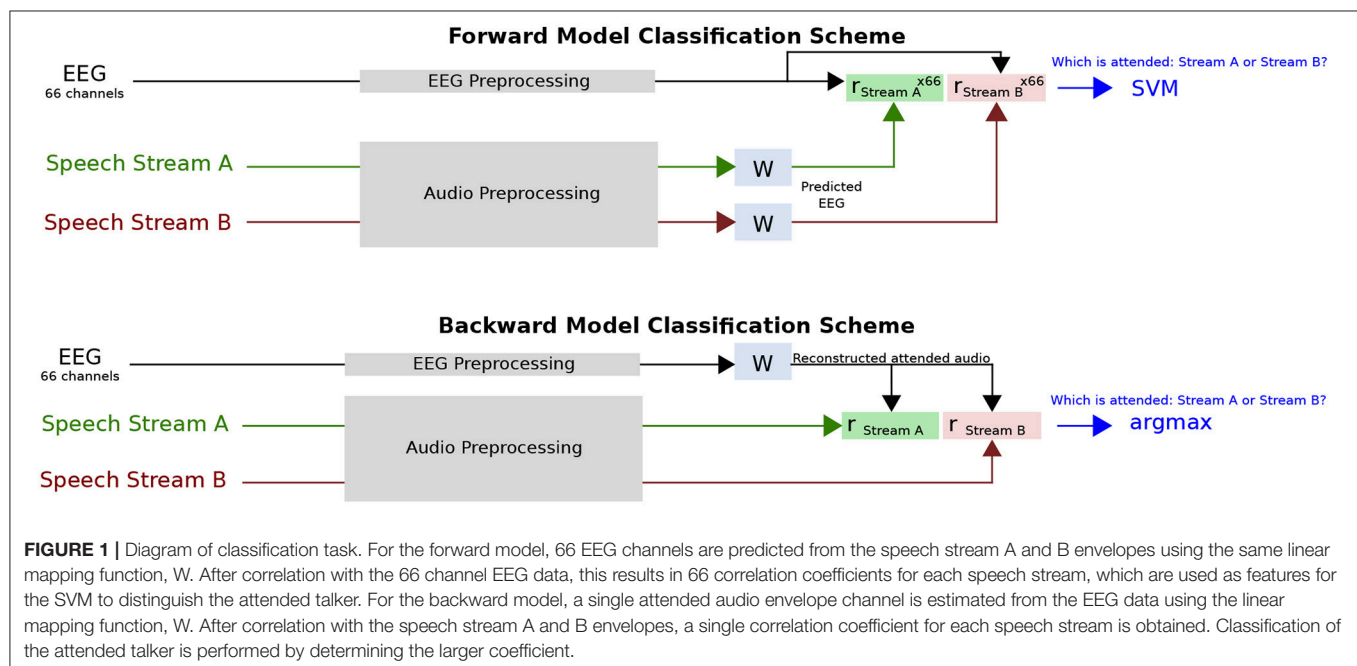 Forward Model Classification Scheme
EEG
66 channels
EEG Preprocessing
r Stream A x66
r Stream B x66
Which is attended: Stream A or Stream B?
SVM
Speech Stream A
Audio Preprocessing
W
Predicted
EEG
Speech Stream B
W
Backward Model Classification Scheme
EEG
66 channels
EEG Preprocessing
W
Reconstructed attended audio
Speech Stream A
Audio Preprocessing
r Stream A
r Stream B
Which is attended: Stream A or Stream B?
argmax
Speech Stream B
FIGURE 1 | Diagram of classification task. For the forward model, 66 EEG channels are predicted from the speech stream A and B envelopes using the same linear
mapping function, W. After correlation with the 66 channel EEG data, this results in 66 correlation coefficients for each speech stream, which are used as features for
the SVM to distinguish the attended talker. For the backward model, a single attended audio envelope channel is estimated from the EEG data using the linear
mapping function, W. After correlation with the speech stream A and B envelopes, a single correlation coefficient for each speech stream is obtained. Classification of
the attended talker is performed by determining the larger coefficient.